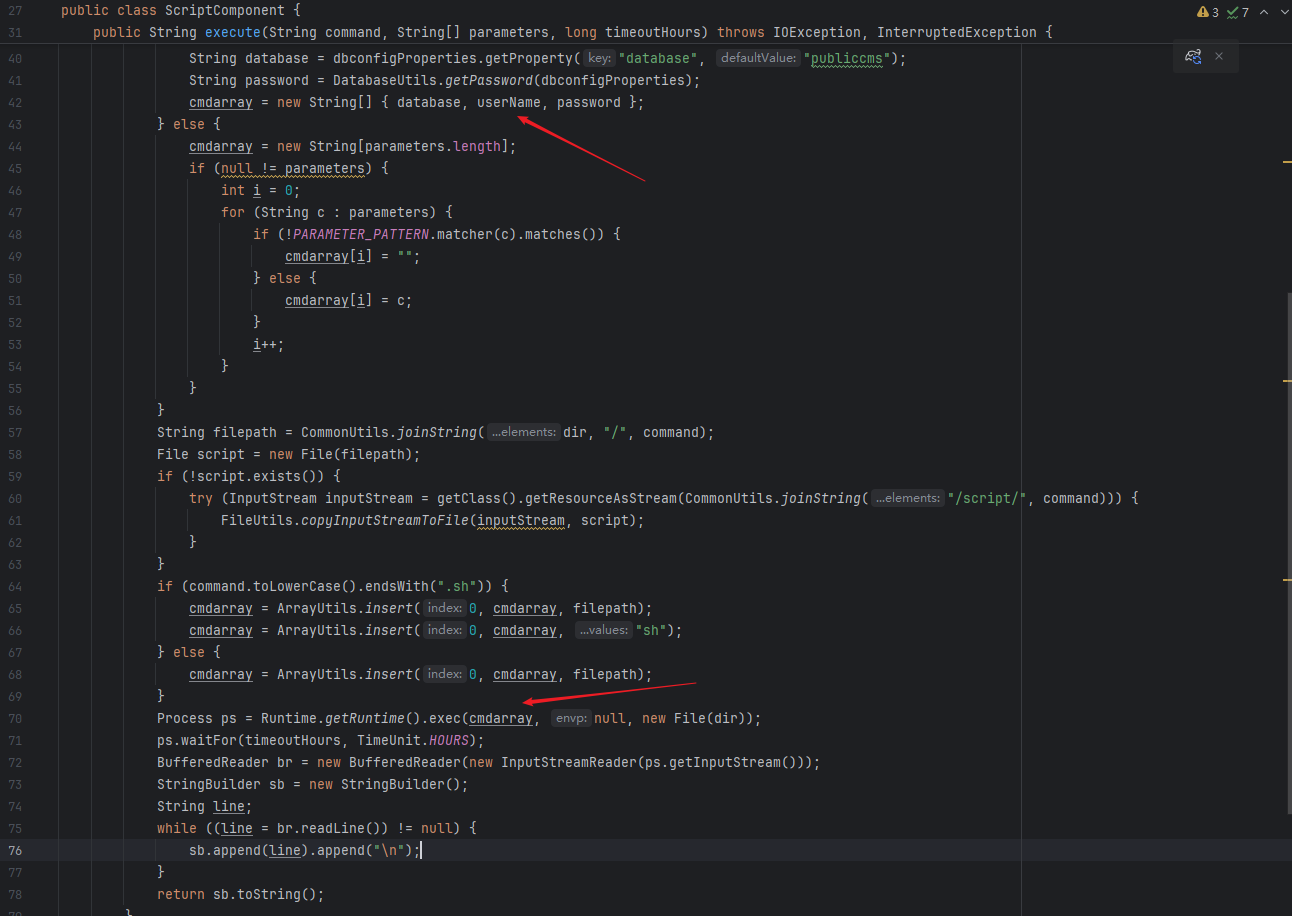 27 public class ScriptComponent {
3 7
31 public String execute(String command, String[] parameters, long timeoutHours) throws IOException, InterruptedException {
40 String database = dbconfigProperties.getProperty( key: "database", defaultValue: "publiccms");
41 String password = DatabaseUtils.getPassword(dbconfigProperties);
42 cmdarray = new String[] { database, userName, password };
43 } else {
44 cmdarray = new String[parameters.length];
45 if (null != parameters) {
46 int i = 0;
47 for (String c : parameters) {
48 if (!PARAMETER_PATTERN.matcher(c).matches()) {
49 cmdarray[i] = "";
50 } else {
51 cmdarray[i] = c;
52 }
53 i++;
54 }
55 }
56 }
57 String filepath = CommonUtils.joinString( ...elements: dir, "/", command);
58 File script = new File(filepath);
59 if (!script.exists()) {
60 try (InputStream inputStream = getClass().getResourceAsStream(CommonUtils.joinString( ...elements: "/script/", command))) {
61 FileUtils.copyInputStreamToFile(inputStream, script);
62 }
63 }
64 if (command.toLowerCase().endsWith(".sh")) {
65 cmdarray = ArrayUtils.insert( index: 0, cmdarray, filepath);
66 cmdarray = ArrayUtils.insert( index: 0, cmdarray, ...values: "sh");
67 } else {
68 cmdarray = ArrayUtils.insert( index: 0, cmdarray, filepath);
69 }
70 Process ps = Runtime.getRuntime().exec(cmdarray, envp: null, new File(dir));
71 ps.waitFor(timeoutHours, TimeUnit.HOURS);
72 BufferedReader br = new BufferedReader(new InputStreamReader(ps.getInputStream()));
73 StringBuilder sb = new StringBuilder();
74 String line;
75 while ((line = br.readLine()) != null) {
76 sb.append(line).append("\n");
77 }
78 return sb.toString();
79 }